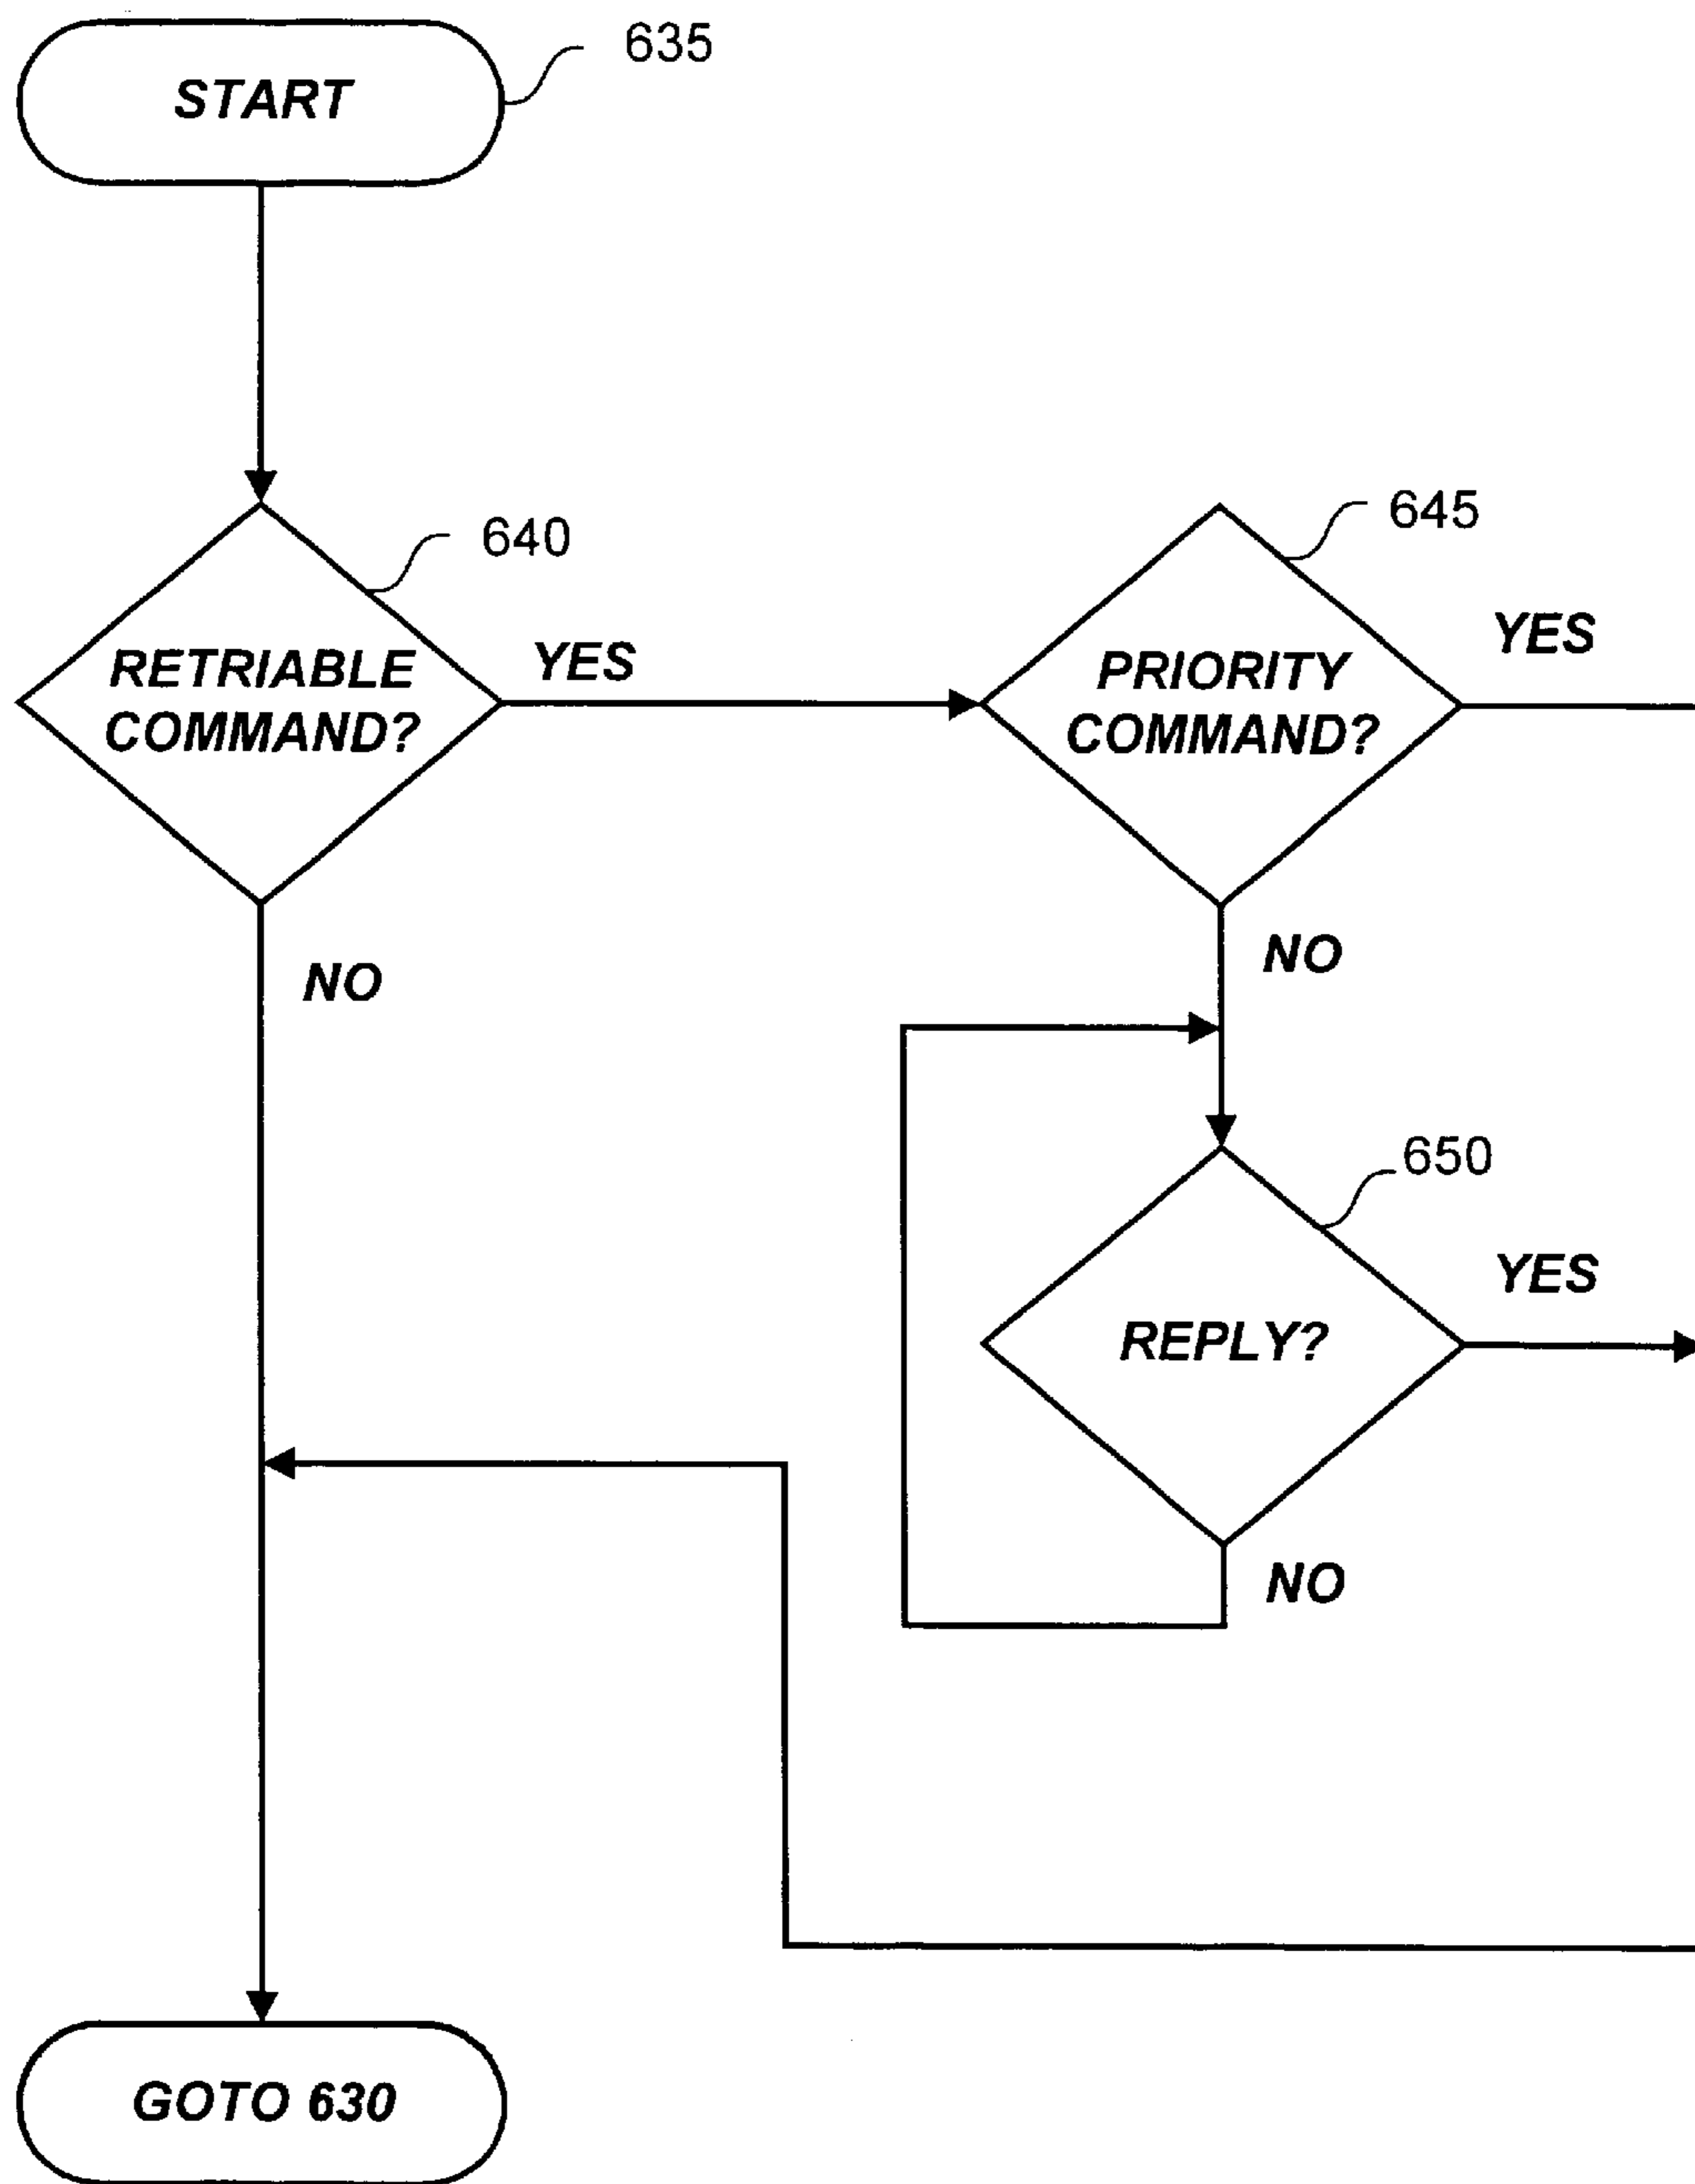 START
635
640
RETRIABLE
COMMAND?
YES
NO
645
PRIORITY
COMMAND?
YES
NO
650
REPLY?
YES
NO
GOTO 630